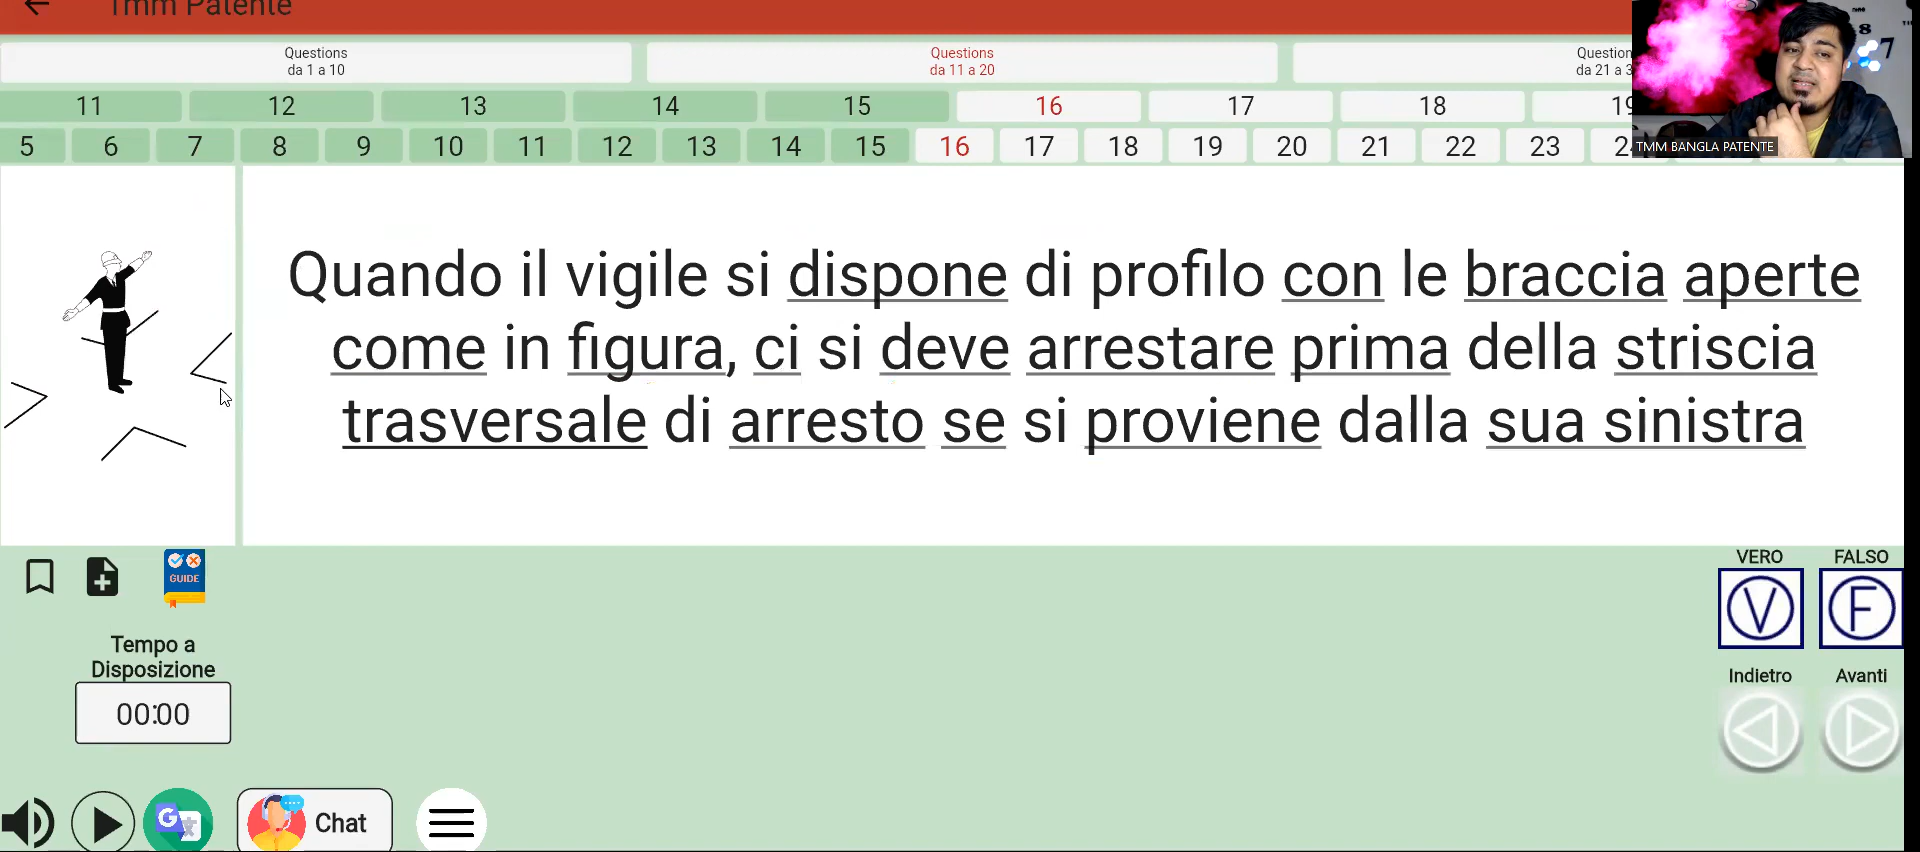 Tmm Patente
Questions
da 1 a 10
Questions
da 11 a 20
da 21 a
11 12 13 14 15 16 17 18
5 6 7 8 9 10 11 12 13 14 15 16 17 18 19 20 21 22 23
TMM BANGLA PATENTE
Quando il vigile si dispone di profilo con le braccia aperte
come in figura, ci si deve arrestare prima della striscia
trasversale di arresto se si proviene dalla sua sinistra
GUIDE
VERO FALSO
V F
Tempo a
Disposizione
00:00
Indietro Avanti
G
Chat